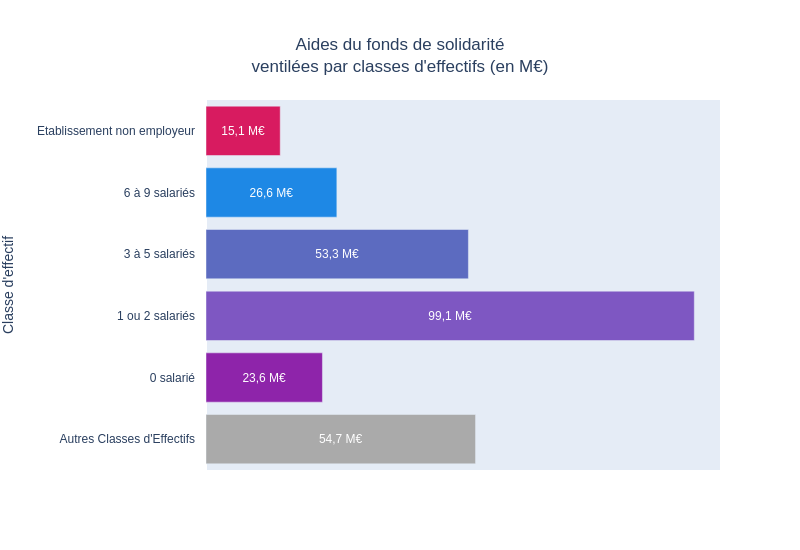 Aides du fonds de solidarité
ventilées par classes d'effectifs (en M€)
Classe d'effectif
Etablissement non employeur
15,1 M€
6 à 9 salariés
26,6 M€
3 à 5 salariés
53,3 M€
1 ou 2 salariés
99,1 M€
0 salarié
23,6 M€
Autres Classes d'Effectifs
54,7 M€